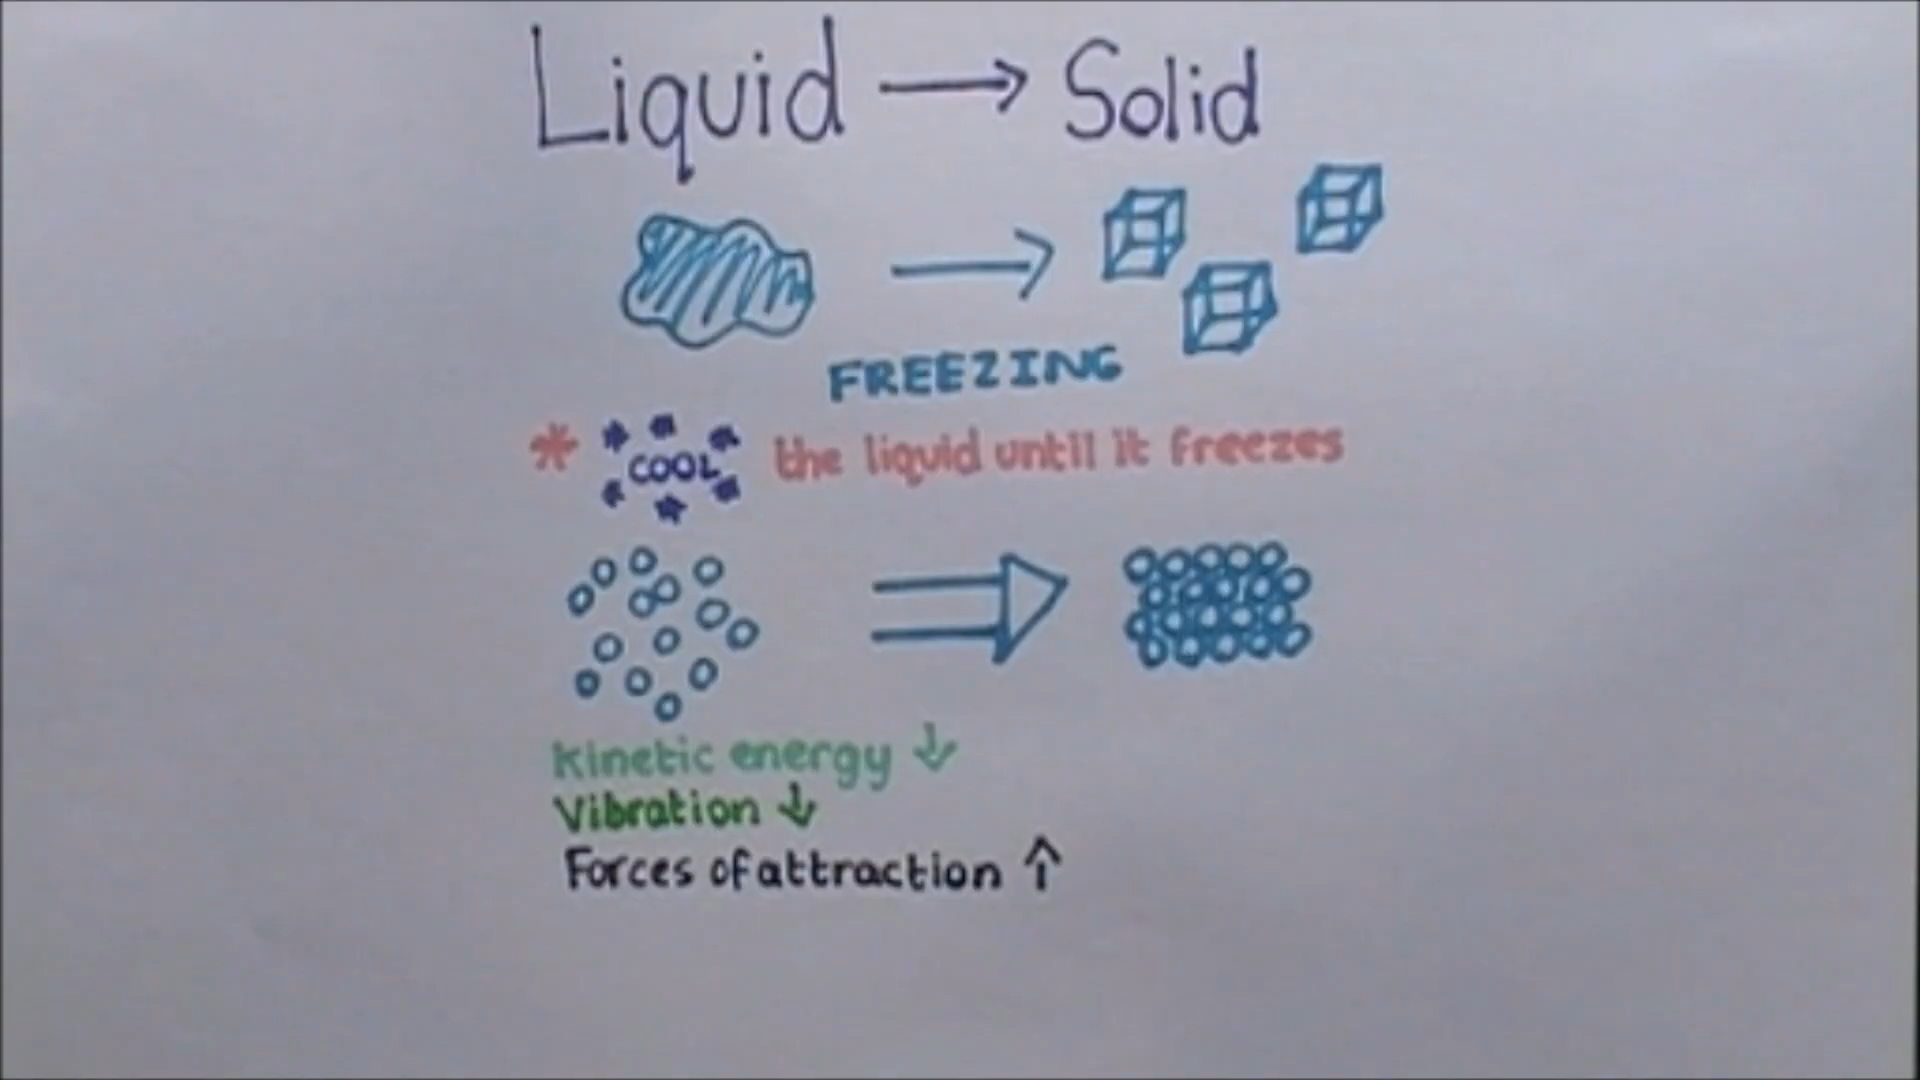 Liquid → Solid
FREEZING
* COOL the liquid until it freezes
Kinetic energy ↓
Vibration ↓
Forces of attraction ↑